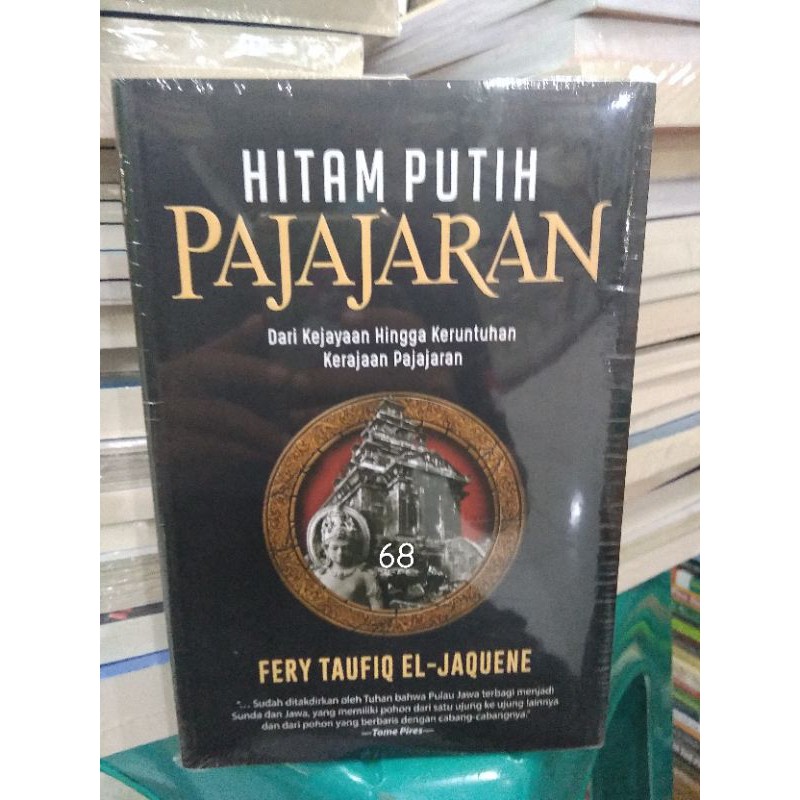 HITAM PUTIH
PAJAJARAN
Dari Kejayaan Hingga Keruntuhan
Kerajaan Pajajaran
68
FERY TAUFIQ EL-JAQUENE
"... Sudah ditakdirkan oleh Tuhan bahwa Pulau Jawa terbagi menjadi
Sunda dan Jawa, yang memiliki pohon dari satu ujung ke ujung lainnya
dan dari pohon yang berbaris dengan cabang-cabangnya."
—Tome Pires—